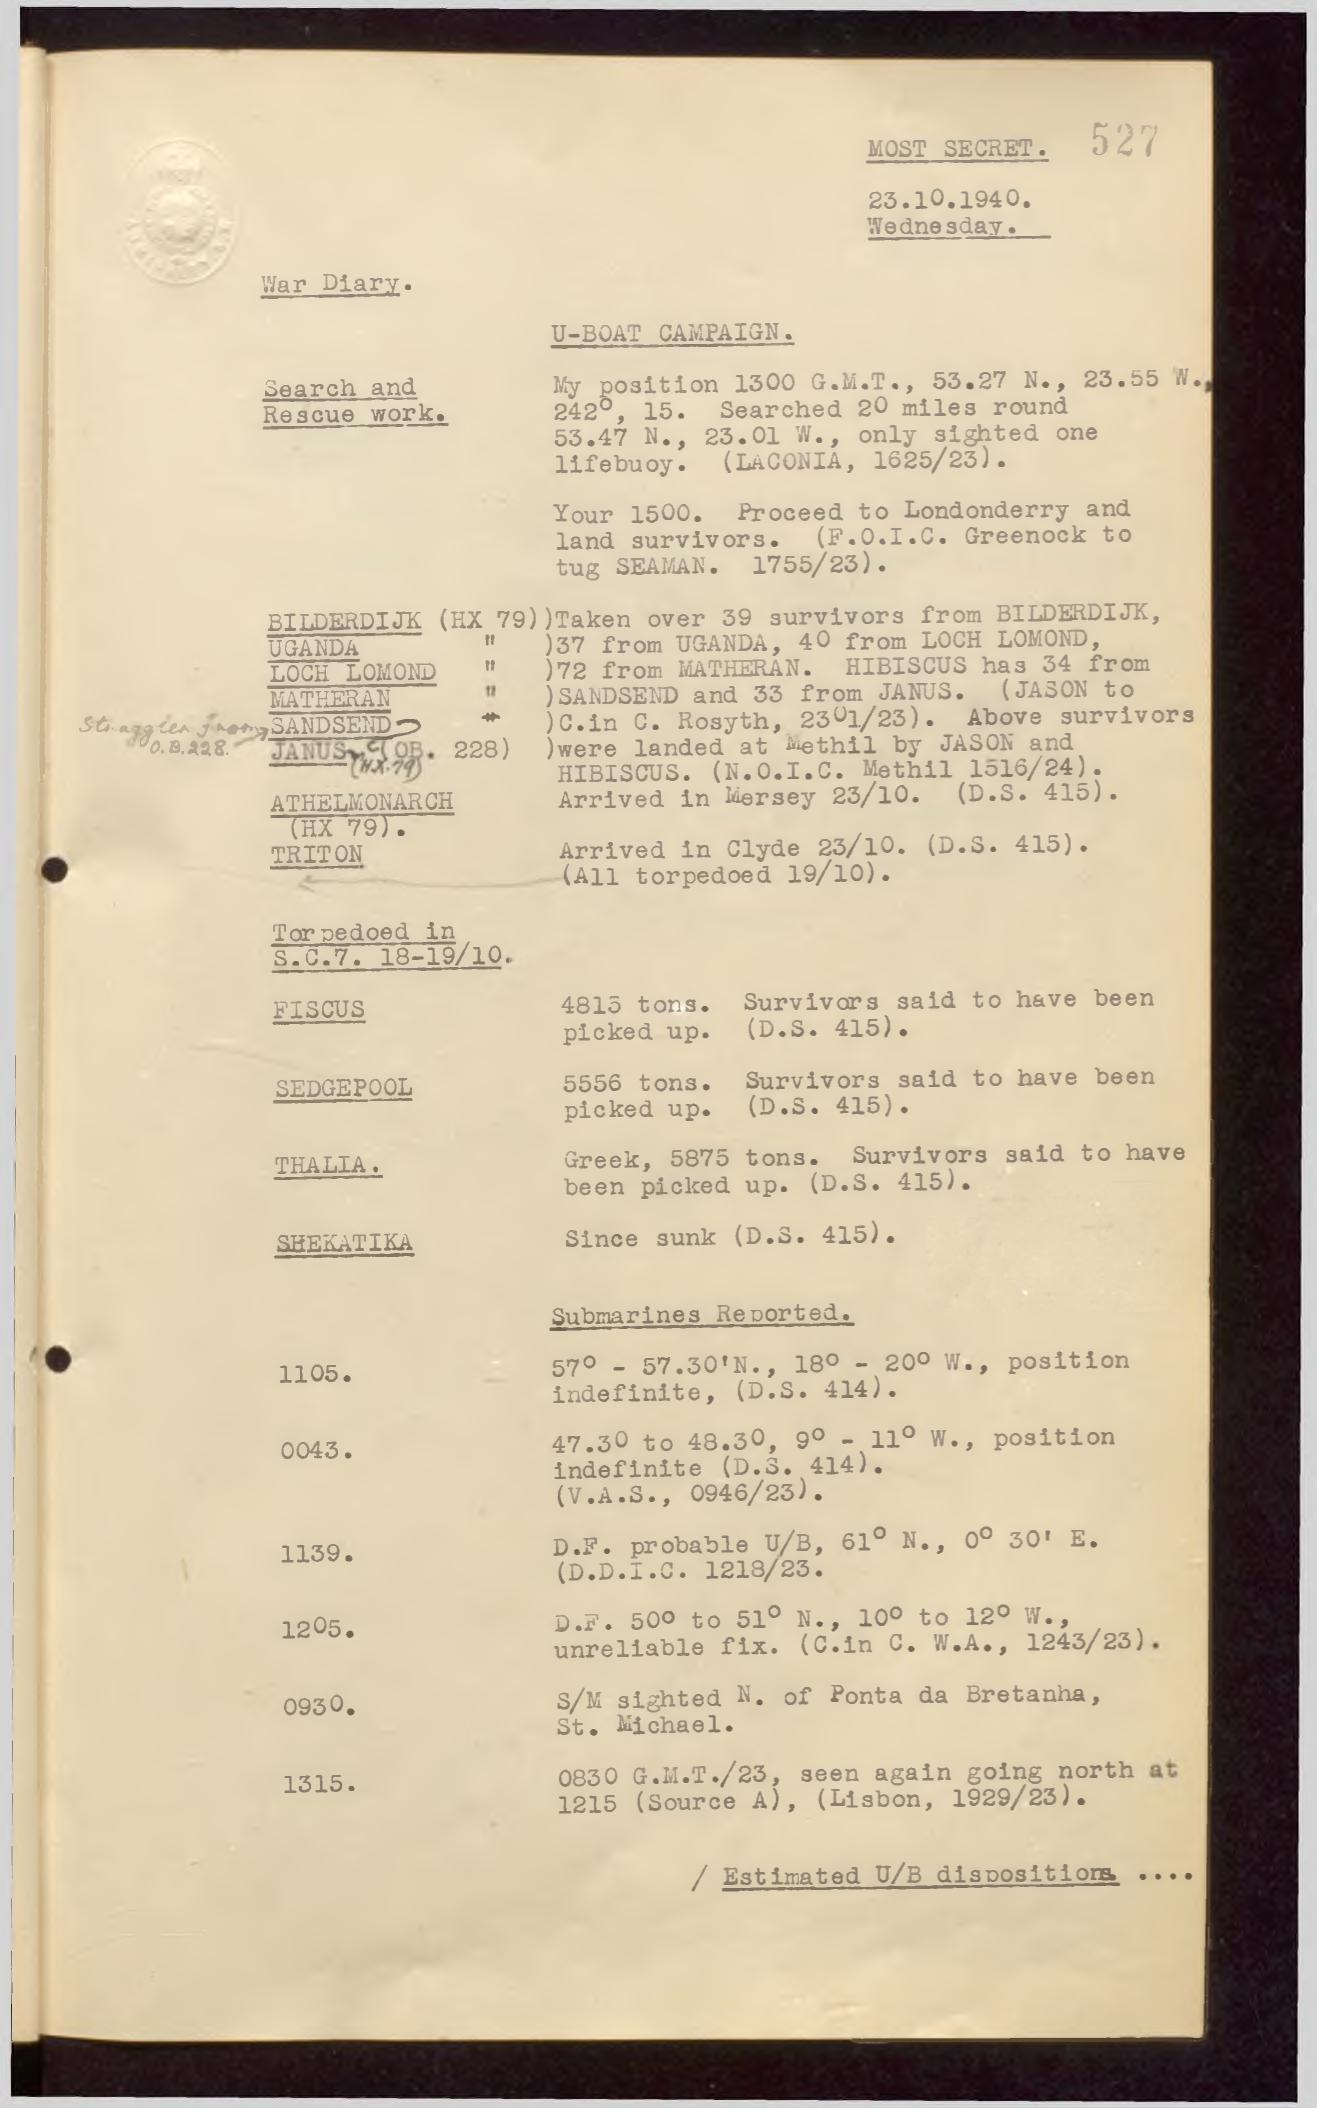 MOST SECRET. 527
23.10.1940.
Wednesday.
War Diary.
U-BOAT CAMPAIGN.
Search and
Rescue work.
My position 1300 G.M.T., 53.27 N., 23.55 W.,
242°, 15. Searched 20 miles round
53.47 N., 23.01 W., only sighted one
lifebuoy. (LACONIA, 1625/23).
Your 1500. Proceed to Londonderry and
land survivors. (F.O.I.C. Greenock to
tug SEAMAN. 1755/23).
BILDERDIJK (HX 79))Taken over 39 survivors from BILDERDIJK,
UGANDA " )37 from UGANDA, 40 from LOCH LOMOND,
LOCH LOMOND " )72 from MATHERAN. HIBISCUS has 34 from
MATHERAN " )SANDSEND and 33 from JANUS. (JASON to
Straggler from SANDSEND " )C.in C. Rosyth, 2301/23). Above survivors
O.B.228. JANUS (OB. 228) )were landed at Methil by JASON and
(HX.79) HIBISCUS. (N.O.I.C. Methil 1516/24).
ATHELMONARCH Arrived in Mersey 23/10. (D.S. 415).
(HX 79).
TRITON Arrived in Clyde 23/10. (D.S. 415).
(All torpedoed 19/10).
Torpedoed in
S.C.7. 18-19/10.
FISCUS 4815 tons. Survivors said to have been
picked up. (D.S. 415).
SEDGEPOOL 5556 tons. Survivors said to have been
picked up. (D.S. 415).
THALIA. Greek, 5875 tons. Survivors said to have
been picked up. (D.S. 415).
SHEKATIKA Since sunk (D.S. 415).
Submarines Reported.
1105. 57° - 57.30'N., 18° - 20° W., position
indefinite, (D.S. 414).
0043. 47.30 to 48.30, 9° - 11° W., position
indefinite (D.S. 414).
(V.A.S., 0946/23).
1139. D.F. probable U/B, 61° N., 0° 30' E.
(D.D.I.C. 1218/23.
1205. D.F. 50° to 51° N., 10° to 12° W.,
unreliable fix. (C.in C. W.A., 1243/23).
0930. S/M sighted N. of Ponta da Bretanha,
St. Michael.
1315. 0830 G.M.T./23, seen again going north at
1215 (Source A), (Lisbon, 1929/23).
/ Estimated U/B dispositions ....